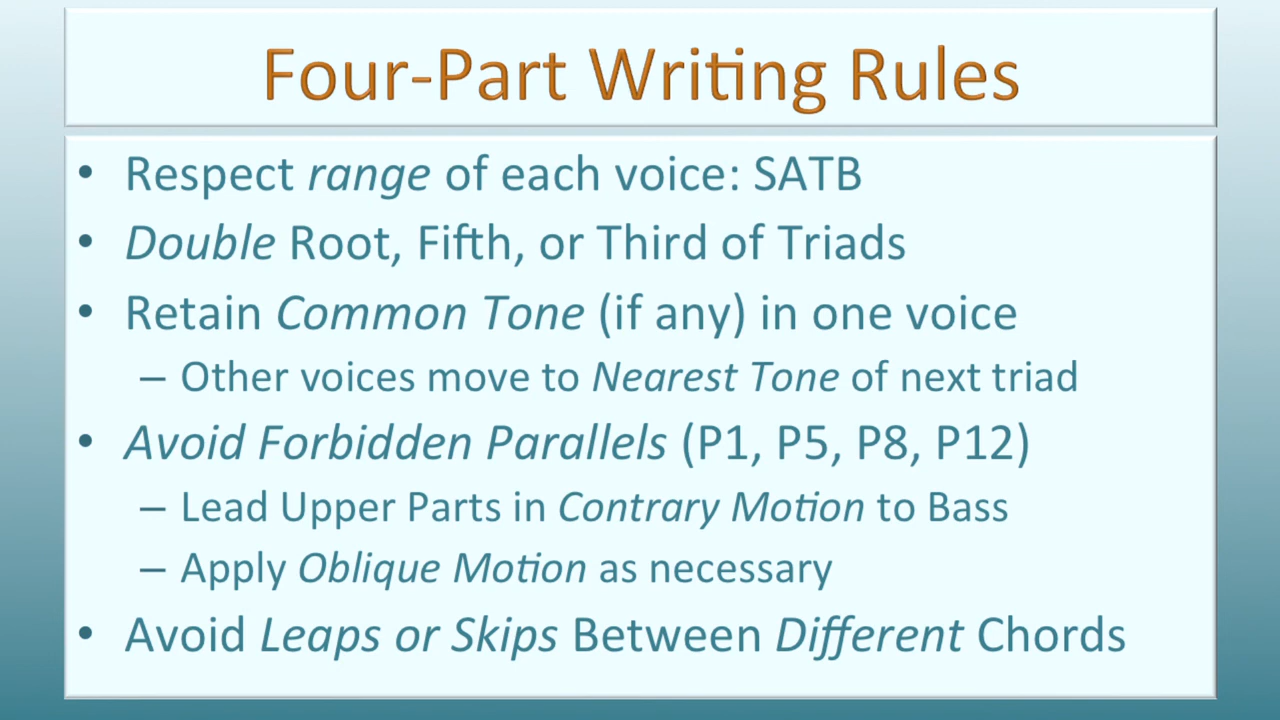 Four-Part Writing Rules
• Respect range of each voice: SATB
• Double Root, Fifth, or Third of Triads
• Retain Common Tone (if any) in one voice
– Other voices move to Nearest Tone of next triad
• Avoid Forbidden Parallels (P1, P5, P8, P12)
– Lead Upper Parts in Contrary Motion to Bass
– Apply Oblique Motion as necessary
• Avoid Leaps or Skips Between Different Chords